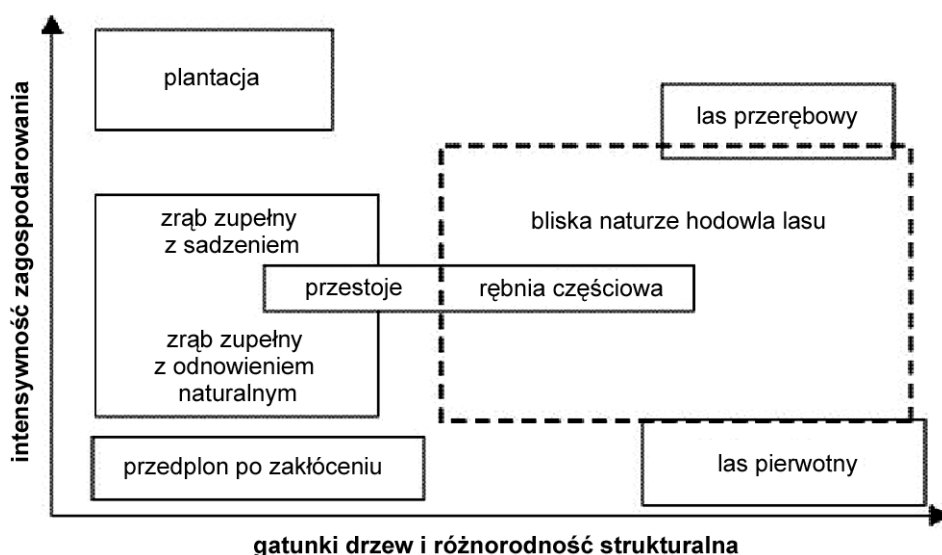 intensywność zagospodarowania
plantacja
las przerębowy
zrąb zupełny
z sadzeniem
bliska naturze hodowla lasu
przestoje
rębnia częściowa
zrąb zupełny
z odnowieniem
naturalnym
przedplon po zakłóceniu
las pierwotny
gatunki drzew i różnorodność strukturalna